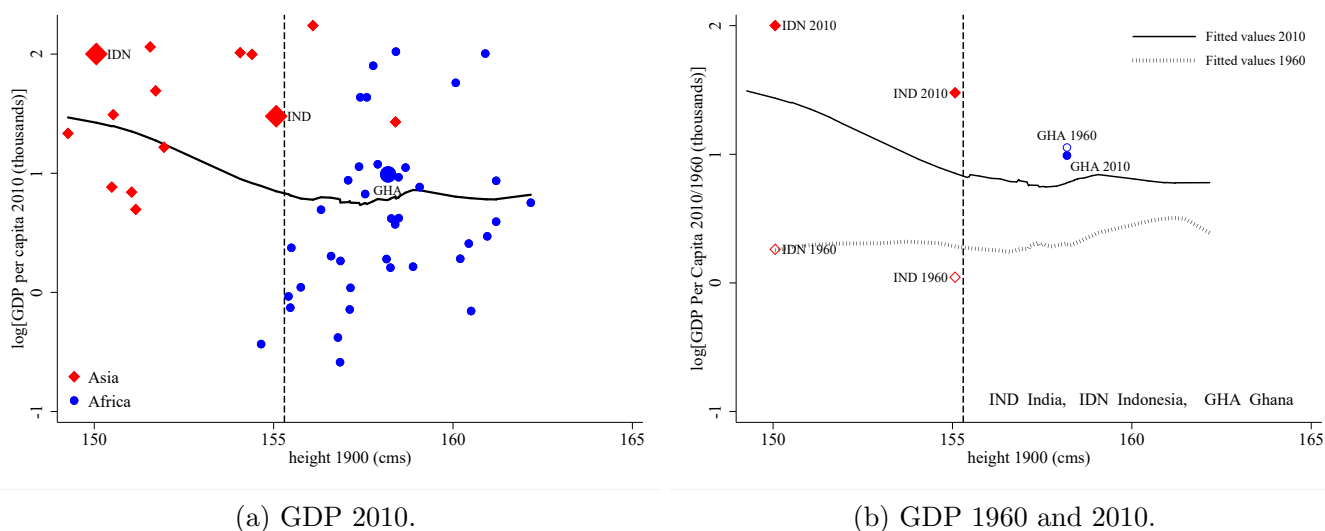 log[GDP per capita 2010 (thousands)]
2
1
0
-1
IDN
IND
GHA
Asia
Africa
150
155
160
165
height 1900 (cms)
(a) GDP 2010.
log[GDP Per Capita 2010/1960 (thousands)]
2
1
0
-1
IDN 2010
IND 2010
GHA 1960
GHA 2010
IDN 1960
IND 1960
Fitted values 2010
Fitted values 1960
IND India, IDN Indonesia, GHA Ghana
150
155
160
165
height 1900 (cms)
(b) GDP 1960 and 2010.